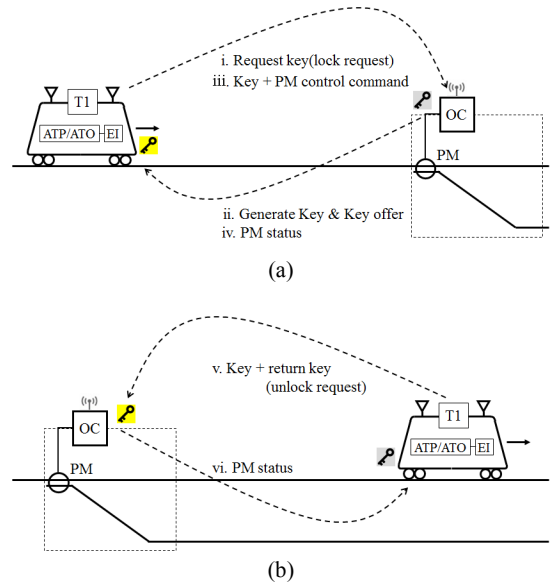 i. Request key(lock request)
iii. Key + PM control command
T1
ATP/ATO
EI
OC
PM
ii. Generate Key & Key offer
iv. PM status
(a)
v. Key + return key
(unlock request)
T1
OC
ATP/ATO
EI
PM
vi. PM status
(b)